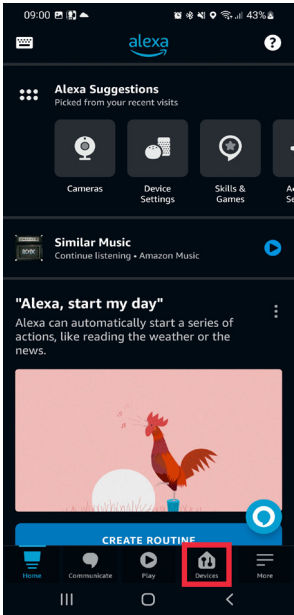 09:00
43%
alexa
?
Alexa Suggestions
Picked from your recent visits
Cameras
Device
Settings
Skills &
Games
Similar Music
Continue listening • Amazon Music
"Alexa, start my day"
Alexa can automatically start a series of
actions, like reading the weather or the
news.
CREATE ROUTINE
Home
Communicate
Play
Devices
More